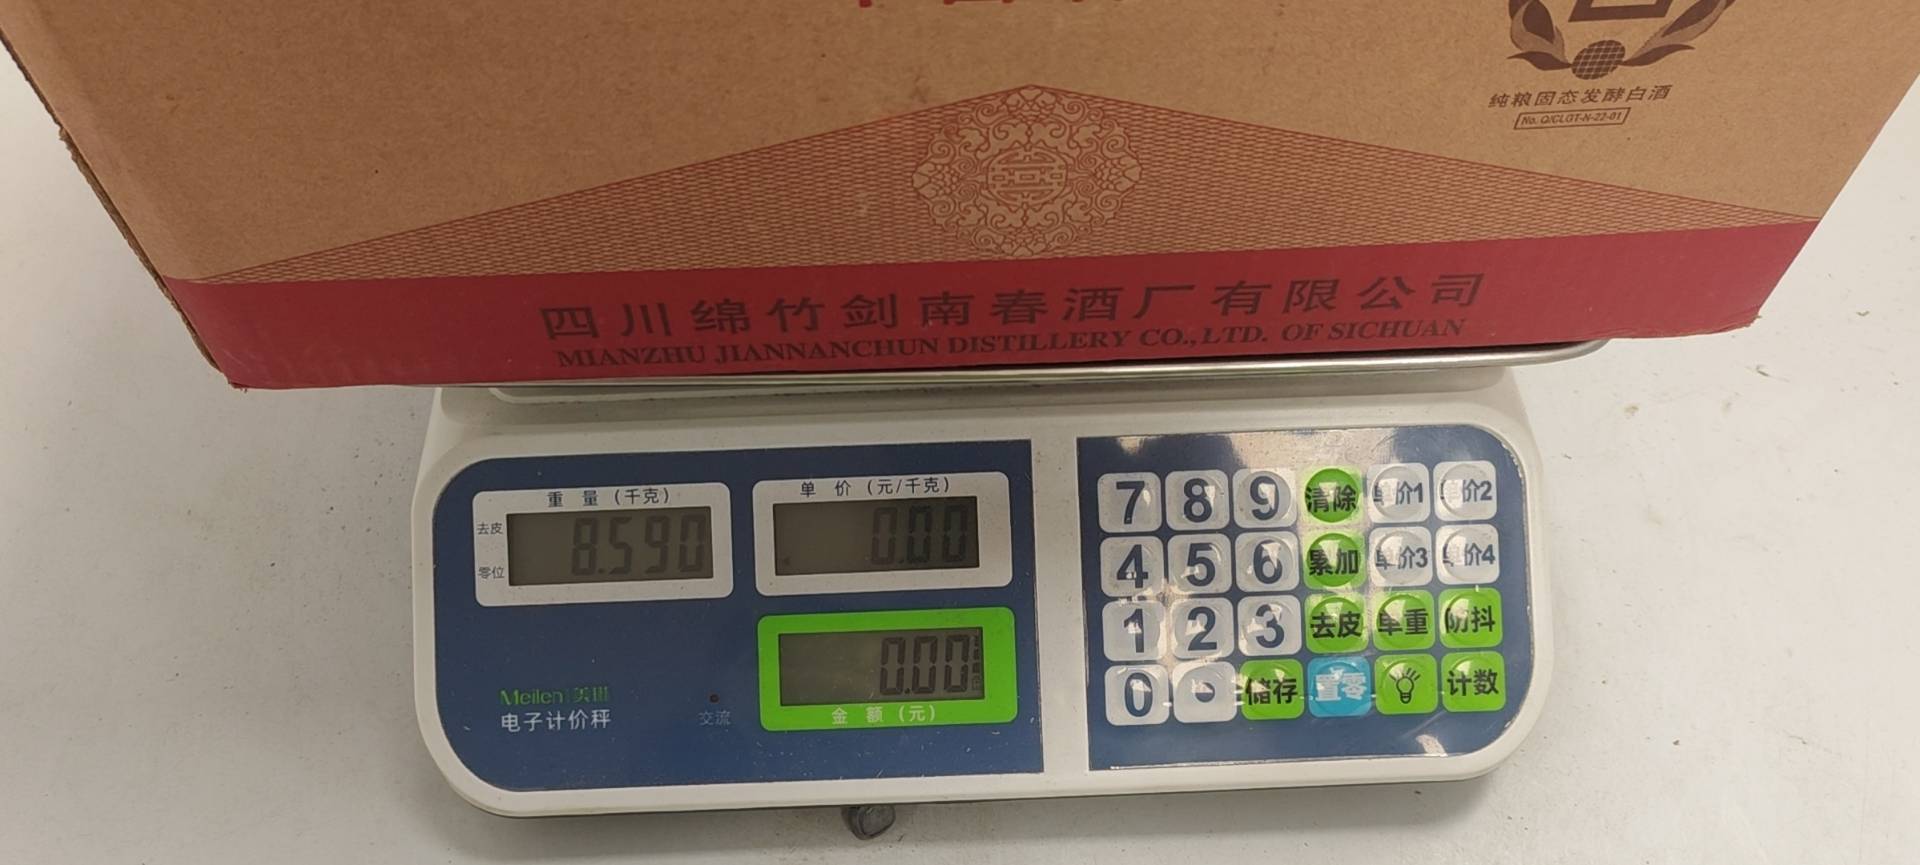 纯粮固态发酵白酒
No. Q/CLGT-N-22-01
四川绵竹剑南春酒厂有限公司
MIANZHU JIANNANCHUN DISTILLERY CO.,LTD. OF SICHUAN
重量(千克)
去皮
零位
8.590
单价(元/千克)
0.00
0.00
金额(元)
Meilen
电子计价秤
交流
7 8 9 清除 单价1 单价2
4 5 6 累加 单价3 单价4
1 2 3 去皮 单重 防抖
0 . 储存 置零 计数